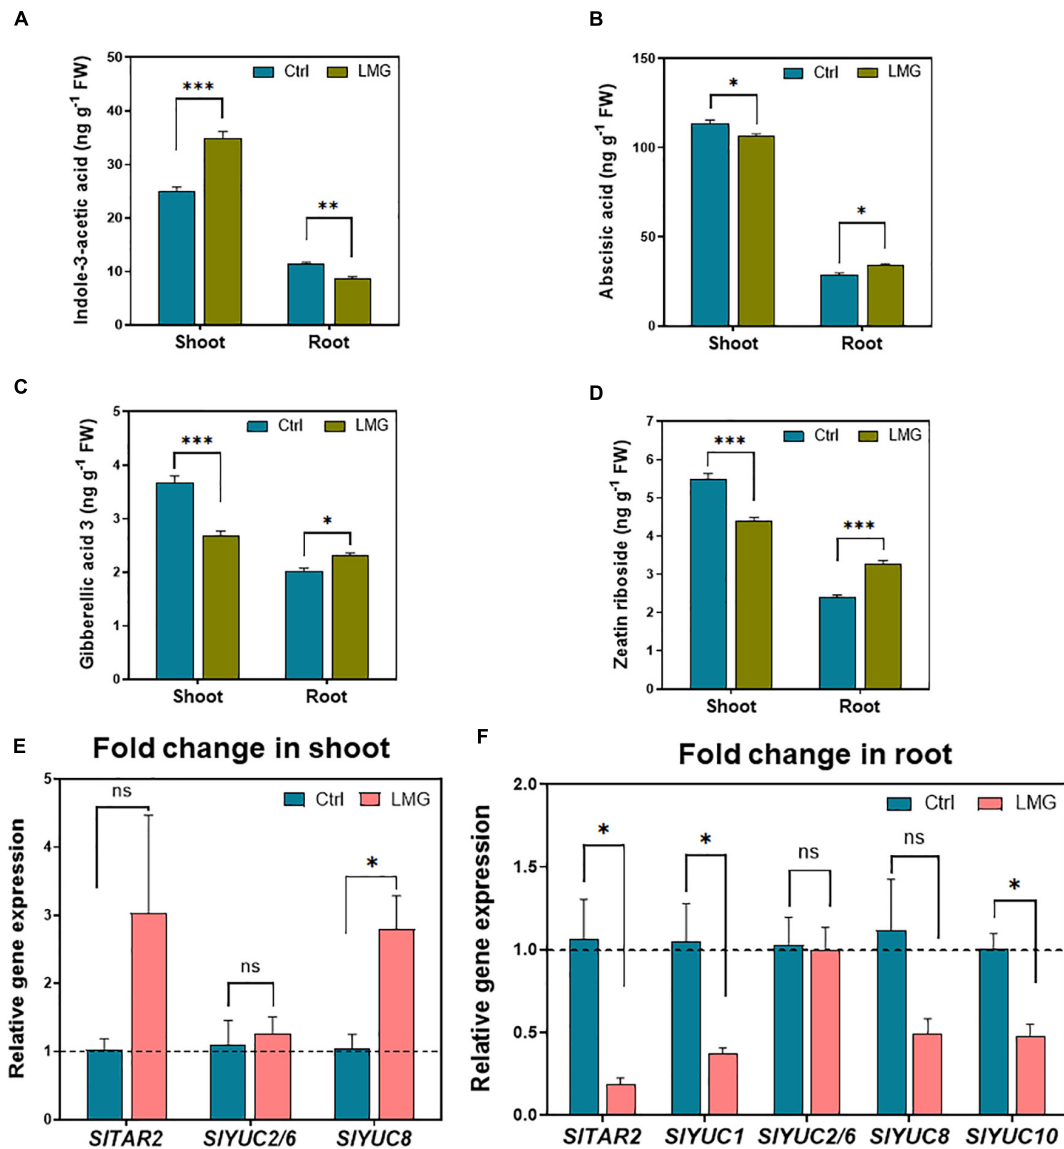 A
Indole-3-acetic acid (ng g-1 FW)
50
40
30
20
10
0
Ctrl LMG
***
**
Shoot Root
B
Abscisic acid (ng g-1 FW)
150
100
50
0
Ctrl LMG
*
*
Shoot Root
C
Gibberellic acid 3 (ng g-1 FW)
5
4
3
2
1
0
Ctrl LMG
***
*
Shoot Root
D
Zeatin riboside (ng g-1 FW)
7
6
5
4
3
2
1
0
Ctrl LMG
***
***
Shoot Root
E
Fold change in shoot
Relative gene expression
5
4
3
2
1
0
Ctrl LMG
ns
ns
*
SlTAR2 SlYUC2/6 SlYUC8
F
Fold change in root
Relative gene expression
2.0
1.5
1.0
0.5
0.0
Ctrl LMG
*
*
ns
ns
*
SlTAR2 SlYUC1 SlYUC2/6 SlYUC8 SlYUC10